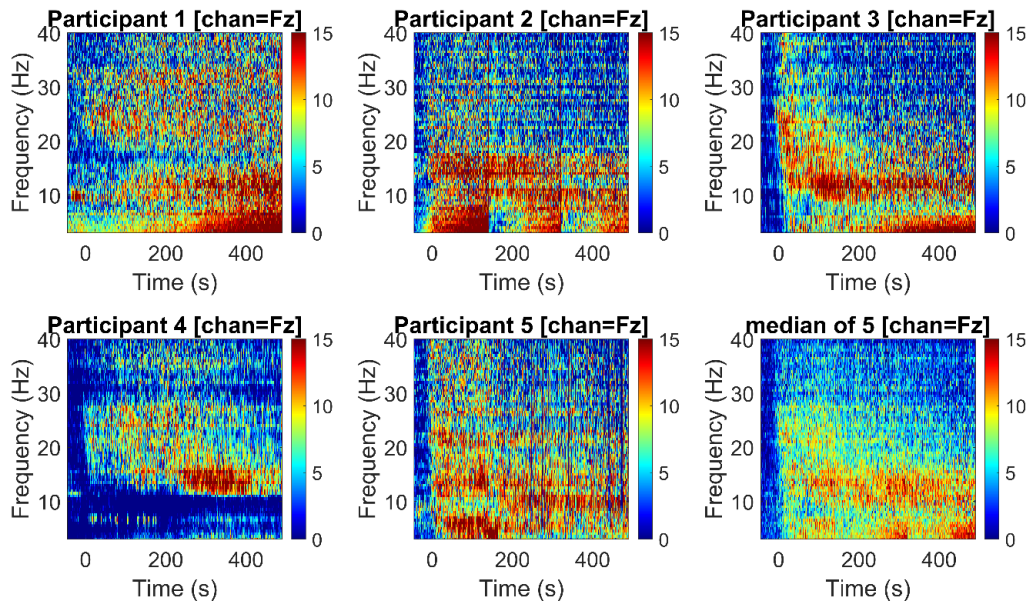 Participant 1 [chan=Fz]
Participant 2 [chan=Fz]
Participant 3 [chan=Fz]
40
30
20
10
Frequency (Hz)
0 200 400
Time (s)
15
10
5
0
40
30
20
10
Frequency (Hz)
0 200 400
Time (s)
15
10
5
0
40
30
20
10
Frequency (Hz)
0 200 400
Time (s)
15
10
5
0
Participant 4 [chan=Fz]
Participant 5 [chan=Fz]
median of 5 [chan=Fz]
40
30
20
10
Frequency (Hz)
0 200 400
Time (s)
15
10
5
0
40
30
20
10
Frequency (Hz)
0 200 400
Time (s)
15
10
5
0
40
30
20
10
Frequency (Hz)
0 200 400
Time (s)
15
10
5
0